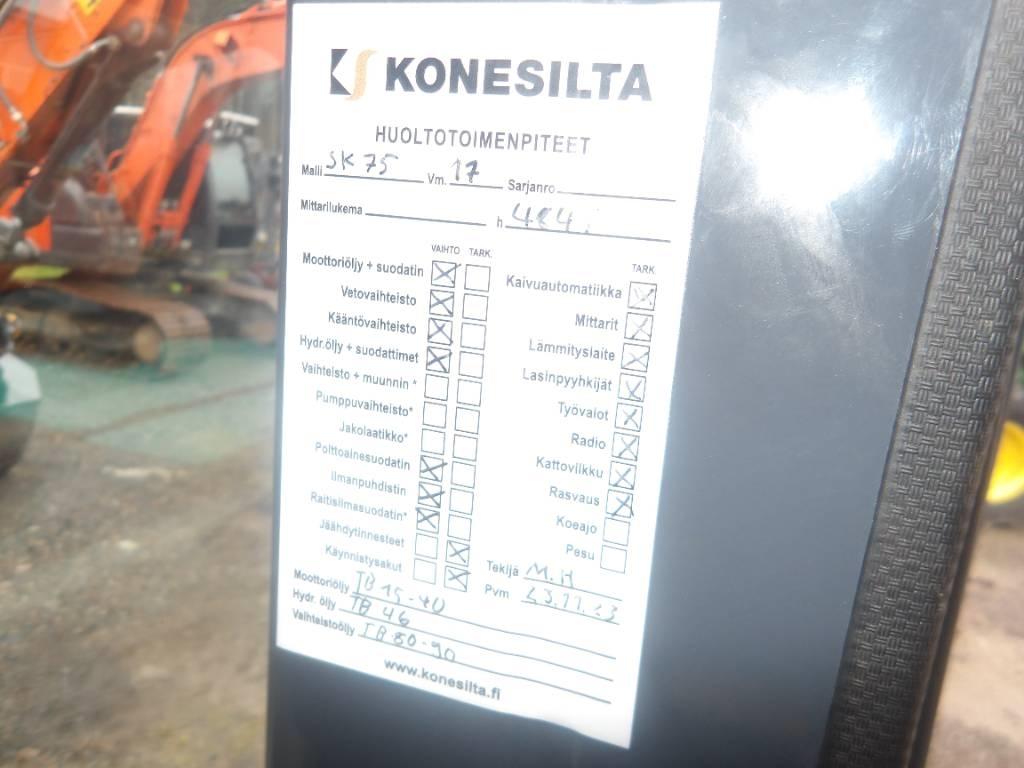 KONESILTA
HUOLTOTOIMENPITEET
Malli SK 75 Vm. 17 Sarjanro
Mittarilukema h
VAIHTO TARK.
Moottoriöljy + suodatin
Vetovaihteisto
Kääntövaihteisto
Hydr.öljy + suodattimet
Vaihteisto + muunnin *
Pumppuvaihteisto*
Jakolaatikko*
Polttoainesuodatin
Ilmanpuhdistin
Raitisilmasuodatin*
Jäähdytinnesteet
Käynnistysakut
TARK.
Kaivuautomatiikka
Mittarit
Lämmityslaite
Lasinpyyhkijät
Työvalot
Radio
Kattovilkku
Rasvaus
Koeajo
Pesu
Tekijä M.H
Pvm
Moottoriöljy TB 15-40
Hydr. öljy TB 46
Vaihteistoöljy TB 80-90
www.konesilta.fi